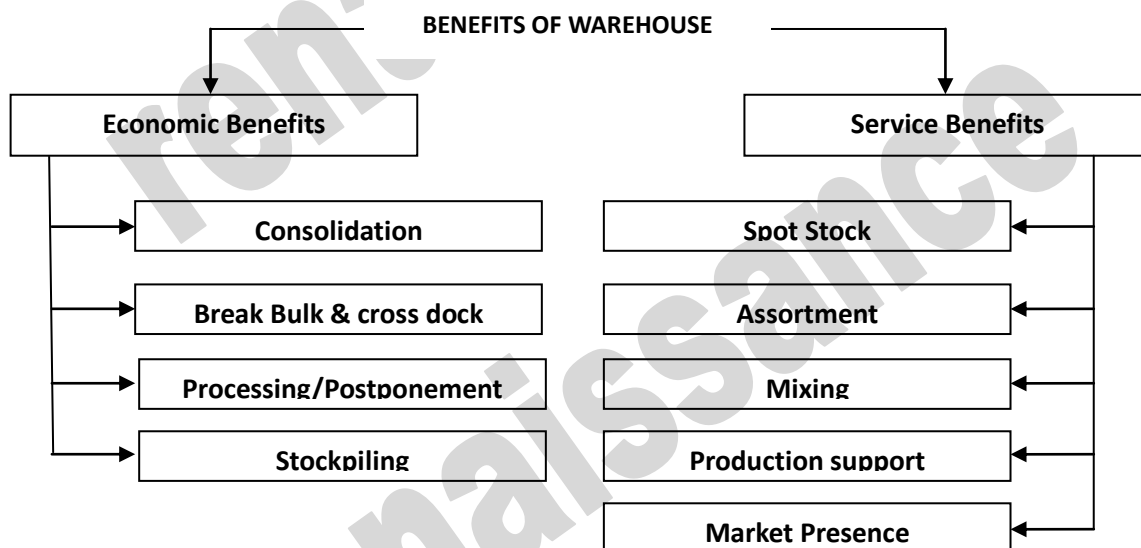 BENEFITS OF WAREHOUSE
Economic Benefits
Service Benefits
Consolidation
Spot Stock
Break Bulk & cross dock
Assortment
Processing/Postponement
Mixing
Stockpiling
Production support
Market Presence
renaissance